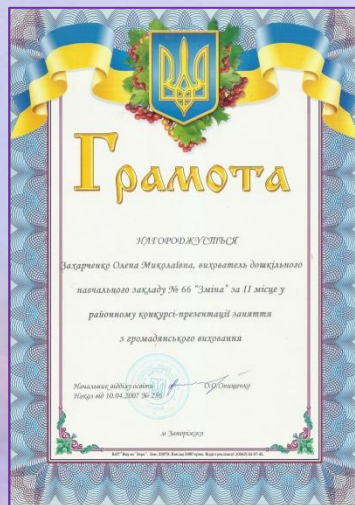 Грамота
НАГОРОДЖУЄТЬСЯ
Захарченко Олена Миколаївна, вихователь дошкільного
навчального закладу № 66 "Зміна" за II місце у
районному конкурсі-презентації заняття
з громадянського виховання
Начальник відділу освіти О.О.Онищенко
Наказ від 10.04.2007 №
м Запоріжжя